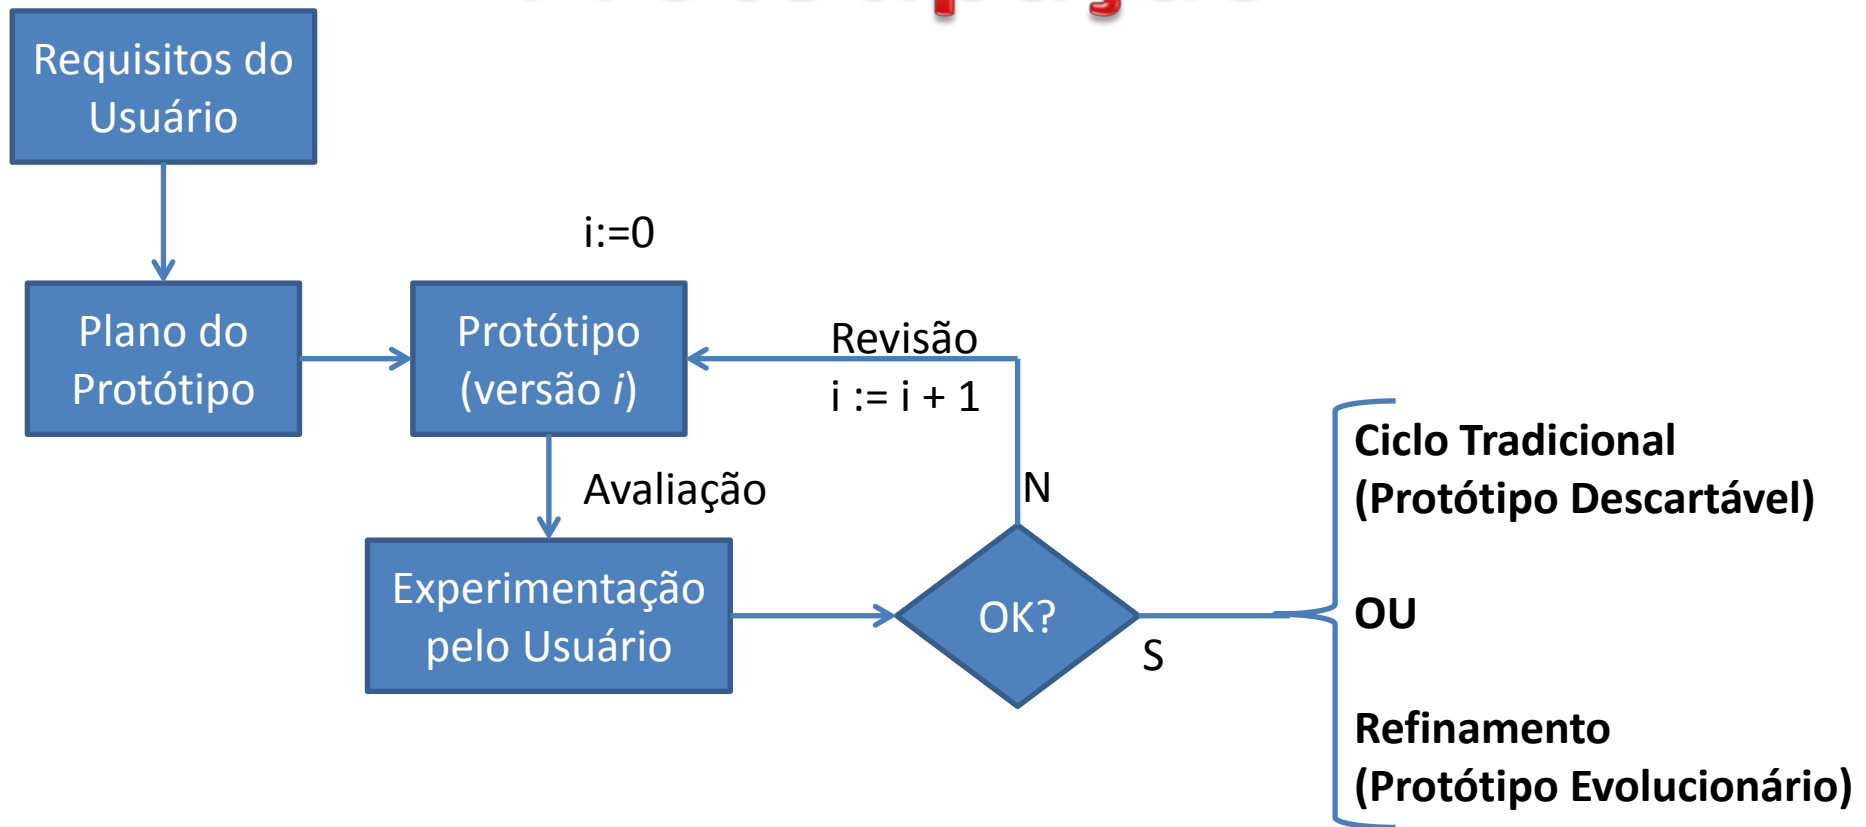 Requisitos do
Usuário
i:=0
Plano do
Protótipo
Protótipo
(versão i)
Revisão
i := i + 1
Avaliação
N
Experimentação
pelo Usuário
OK?
S
Ciclo Tradicional
(Protótipo Descartável)
OU
Refinamento
(Protótipo Evolucionário)